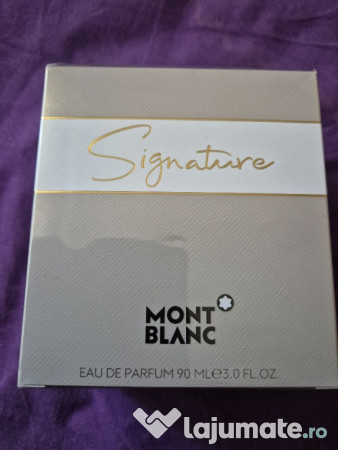 Signature
MONT
BLANC
EAU DE PARFUM 90 ML℮3.0 FL.OZ.
lajumate.ro